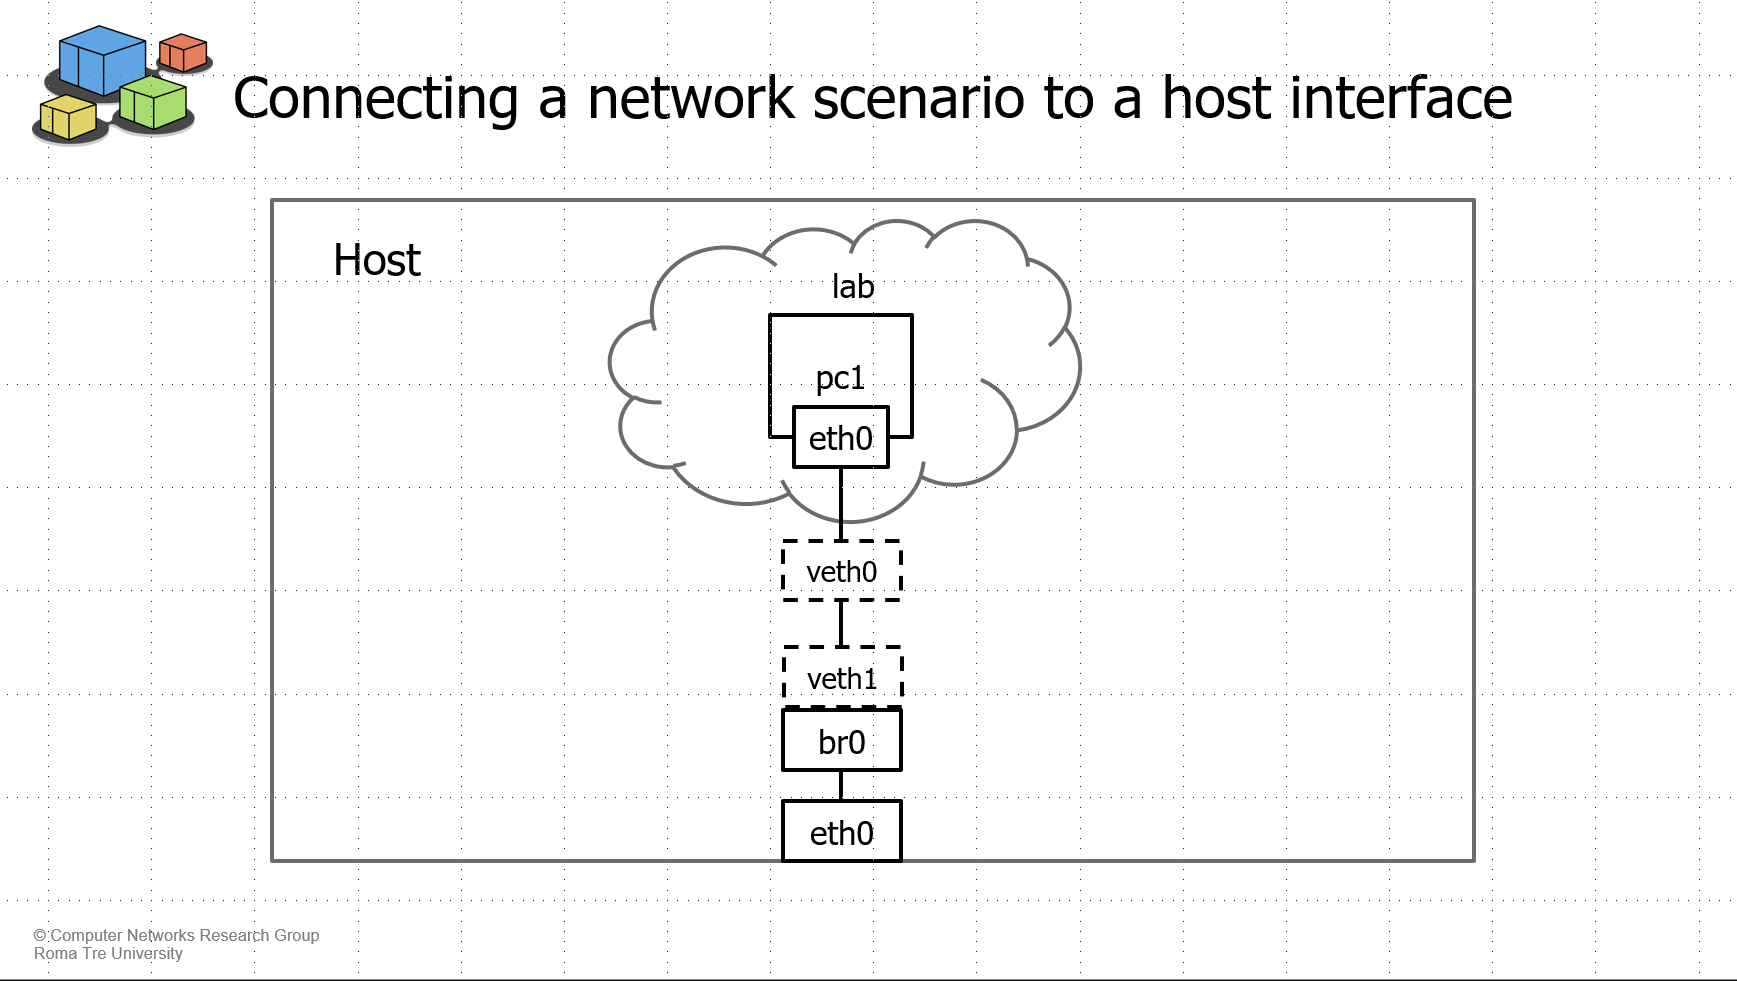 Connecting a network scenario to a host interface
Host
lab
pc1
eth0
veth0
veth1
br0
eth0
© Computer Networks Research Group
Roma Tre University